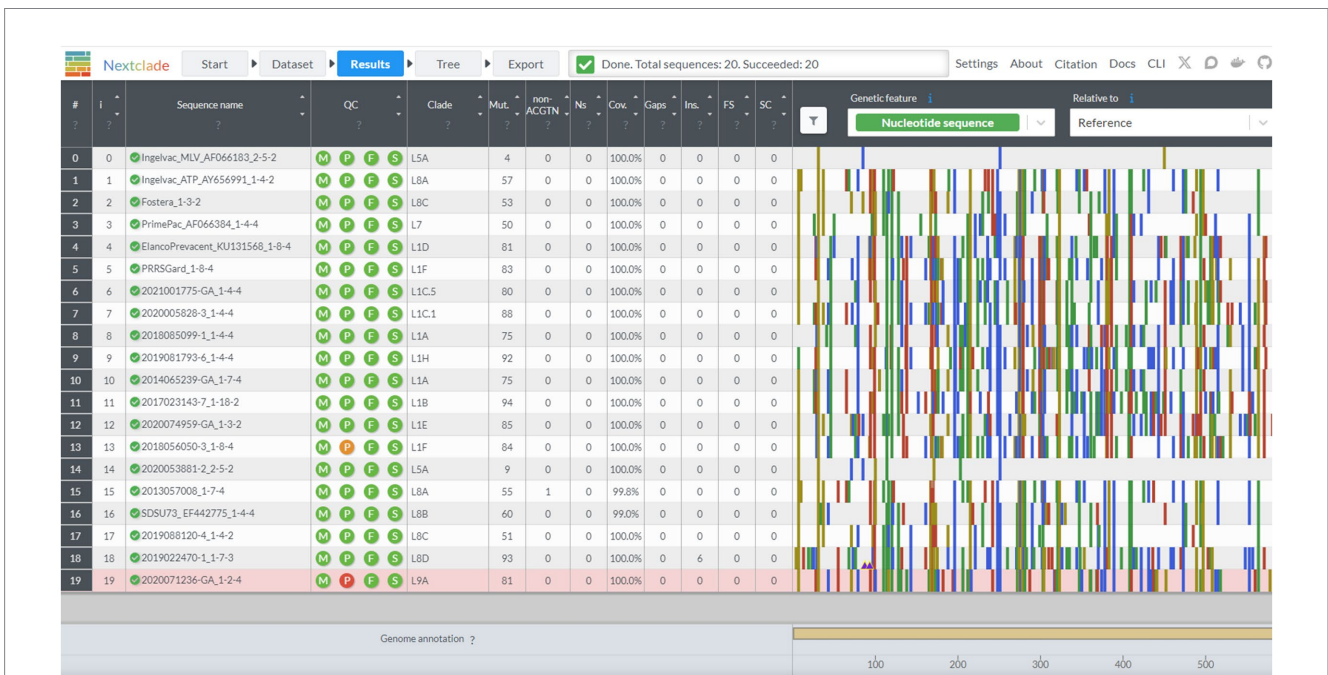 Nextclade Start Dataset Results Tree Export Done. Total sequences: 20. Succeeded: 20 Settings About Citation Docs CLI
# i Sequence name QC Clade Mut. non-ACGTN Ns Cov. Gaps Ins. FS SC Genetic feature i Relative to i
? ? ? ? ? ? ? ? ? ? ? ? ? Nucleotide sequence Reference
0 0 Ingelvac_MLV_AF066183_2-5-2 M P F S L5A 4 0 0 100.0% 0 0 0 0
1 1 Ingelvac_ATP_AY656991_1-4-2 M P F S L8A 57 0 0 100.0% 0 0 0 0
2 2 Fostera_1-3-2 M P F S L8C 53 0 0 100.0% 0 0 0 0
3 3 PrimePac_AF066384_1-4-4 M P F S L7 50 0 0 100.0% 0 0 0 0
4 4 ElancoPrevacent_KU131568_1-8-4 M P F S L1D 81 0 0 100.0% 0 0 0 0
5 5 PRRSGard_1-8-4 M P F S L1F 83 0 0 100.0% 0 0 0 0
6 6 2021001775-GA_1-4-4 M P F S L1C.5 80 0 0 100.0% 0 0 0 0
7 7 2020005828-3_1-4-4 M P F S L1C.1 88 0 0 100.0% 0 0 0 0
8 8 2018085099-1_1-4-4 M P F S L1A 75 0 0 100.0% 0 0 0 0
9 9 2019081793-6_1-4-4 M P F S L1H 92 0 0 100.0% 0 0 0 0
10 10 2014065239-GA_1-7-4 M P F S L1A 75 0 0 100.0% 0 0 0 0
11 11 2017023143-7_1-18-2 M P F S L1B 94 0 0 100.0% 0 0 0 0
12 12 2020074959-GA_1-3-2 M P F S L1E 85 0 0 100.0% 0 0 0 0
13 13 2018056050-3_1-8-4 M P F S L1F 84 0 0 100.0% 0 0 0 0
14 14 2020053881-2_2-5-2 M P F S L5A 9 0 0 100.0% 0 0 0 0
15 15 2013057008_1-7-4 M P F S L8A 55 1 0 99.8% 0 0 0 0
16 16 SDSU73_EF442775_1-4-4 M P F S L8B 60 0 0 99.0% 0 0 0 0
17 17 2019088120-4_1-4-2 M P F S L8C 51 0 0 100.0% 0 0 0 0
18 18 2019022470-1_1-7-3 M P F S L8D 93 0 0 100.0% 0 6 0 0
19 19 2020071236-GA_1-2-4 M P F S L9A 81 0 0 100.0% 0 0 0 0
Genome annotation ?
100 200 300 400 500